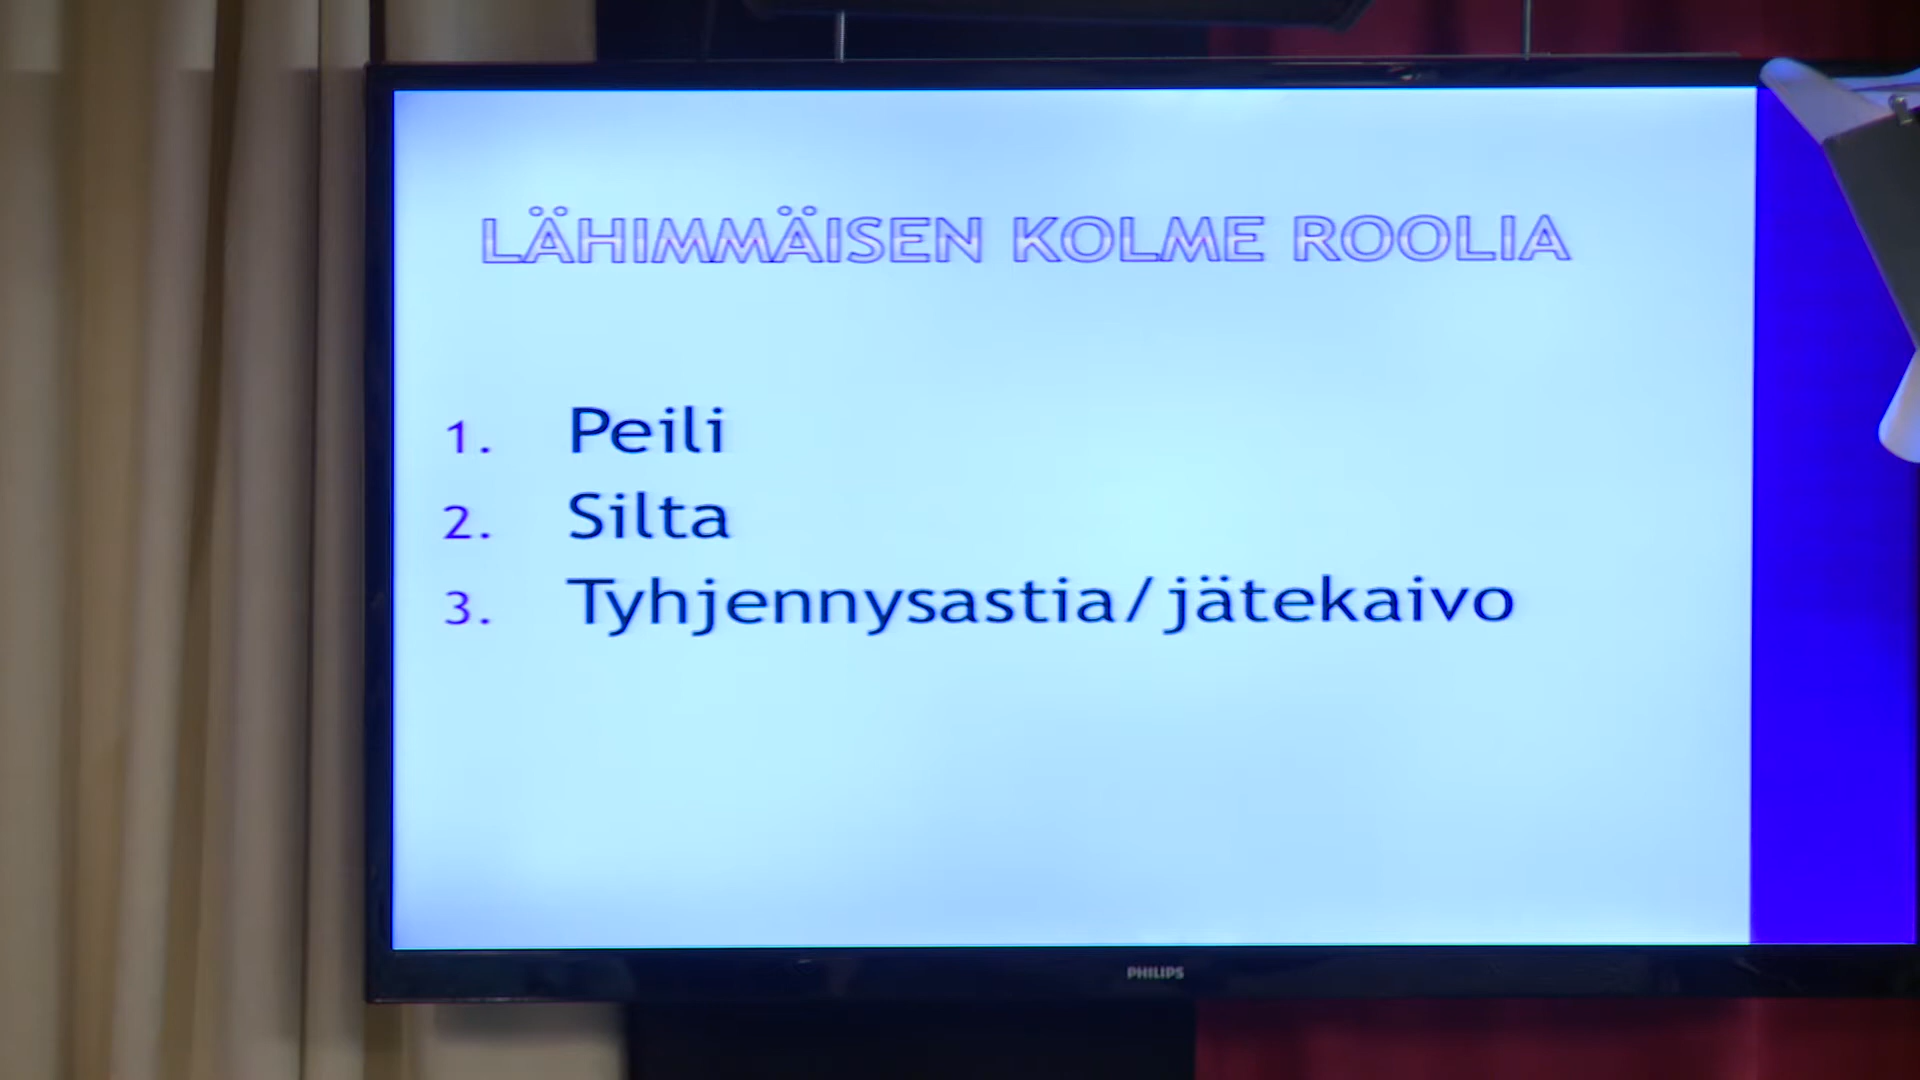 LÄHIMMÄISEN KOLME ROOLIA
1. Peili
2. Silta
3. Tyhjennysastia/jätekaivo
PHILIPS